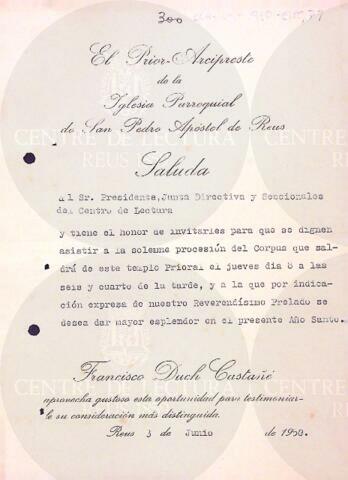 300
El Prior-Arcipreste
de la
Iglesia Parroquial
de San Pedro Apóstol de Reus
Saluda
al Sr. Presidente, Junta Directiva y Seccionales
del Centro de Lectura
y tiene el honor de invitarles para que se dignen
asistir a la solemne procesión del Corpus que sal-
drá de este templo Prioral el jueves dia 8 a las
seis y cuarto de la tarde, y a la que por indica-
ción expresa de nuestro Reverendísimo Prelado se
desea dar mayor esplendor en el presente Año Santo.
Francisco Duch Castañé
aprovecha gustoso esta oportunidad para testimoniar-
le su consideración más distinguida.
Reus 3 de Junio de 1950.
CENTRE DE LECTURA
REUS